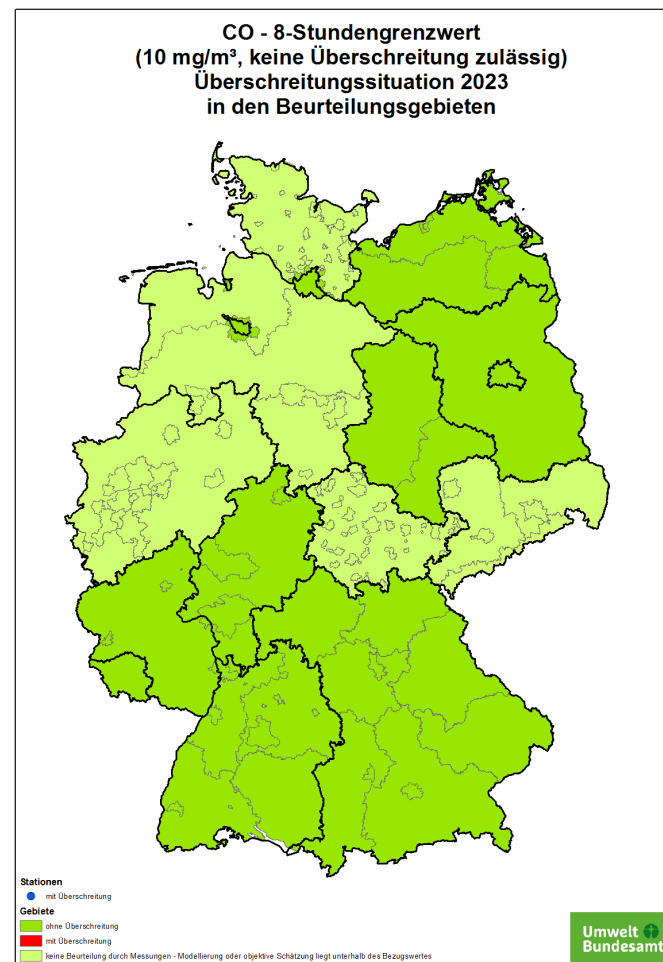 CO - 8-Stundengrenzwert
(10 mg/m³, keine Überschreitung zulässig)
Überschreitungssituation 2023
in den Beurteilungsgebieten
Stationen
mit Überschreitung
Gebiete
ohne Überschreitung
mit Überschreitung
keine Beurteilung durch Messungen - Modellierung oder objektive Schätzung liegt unterhalb des Bezugswertes
Umwelt
Bundesamt